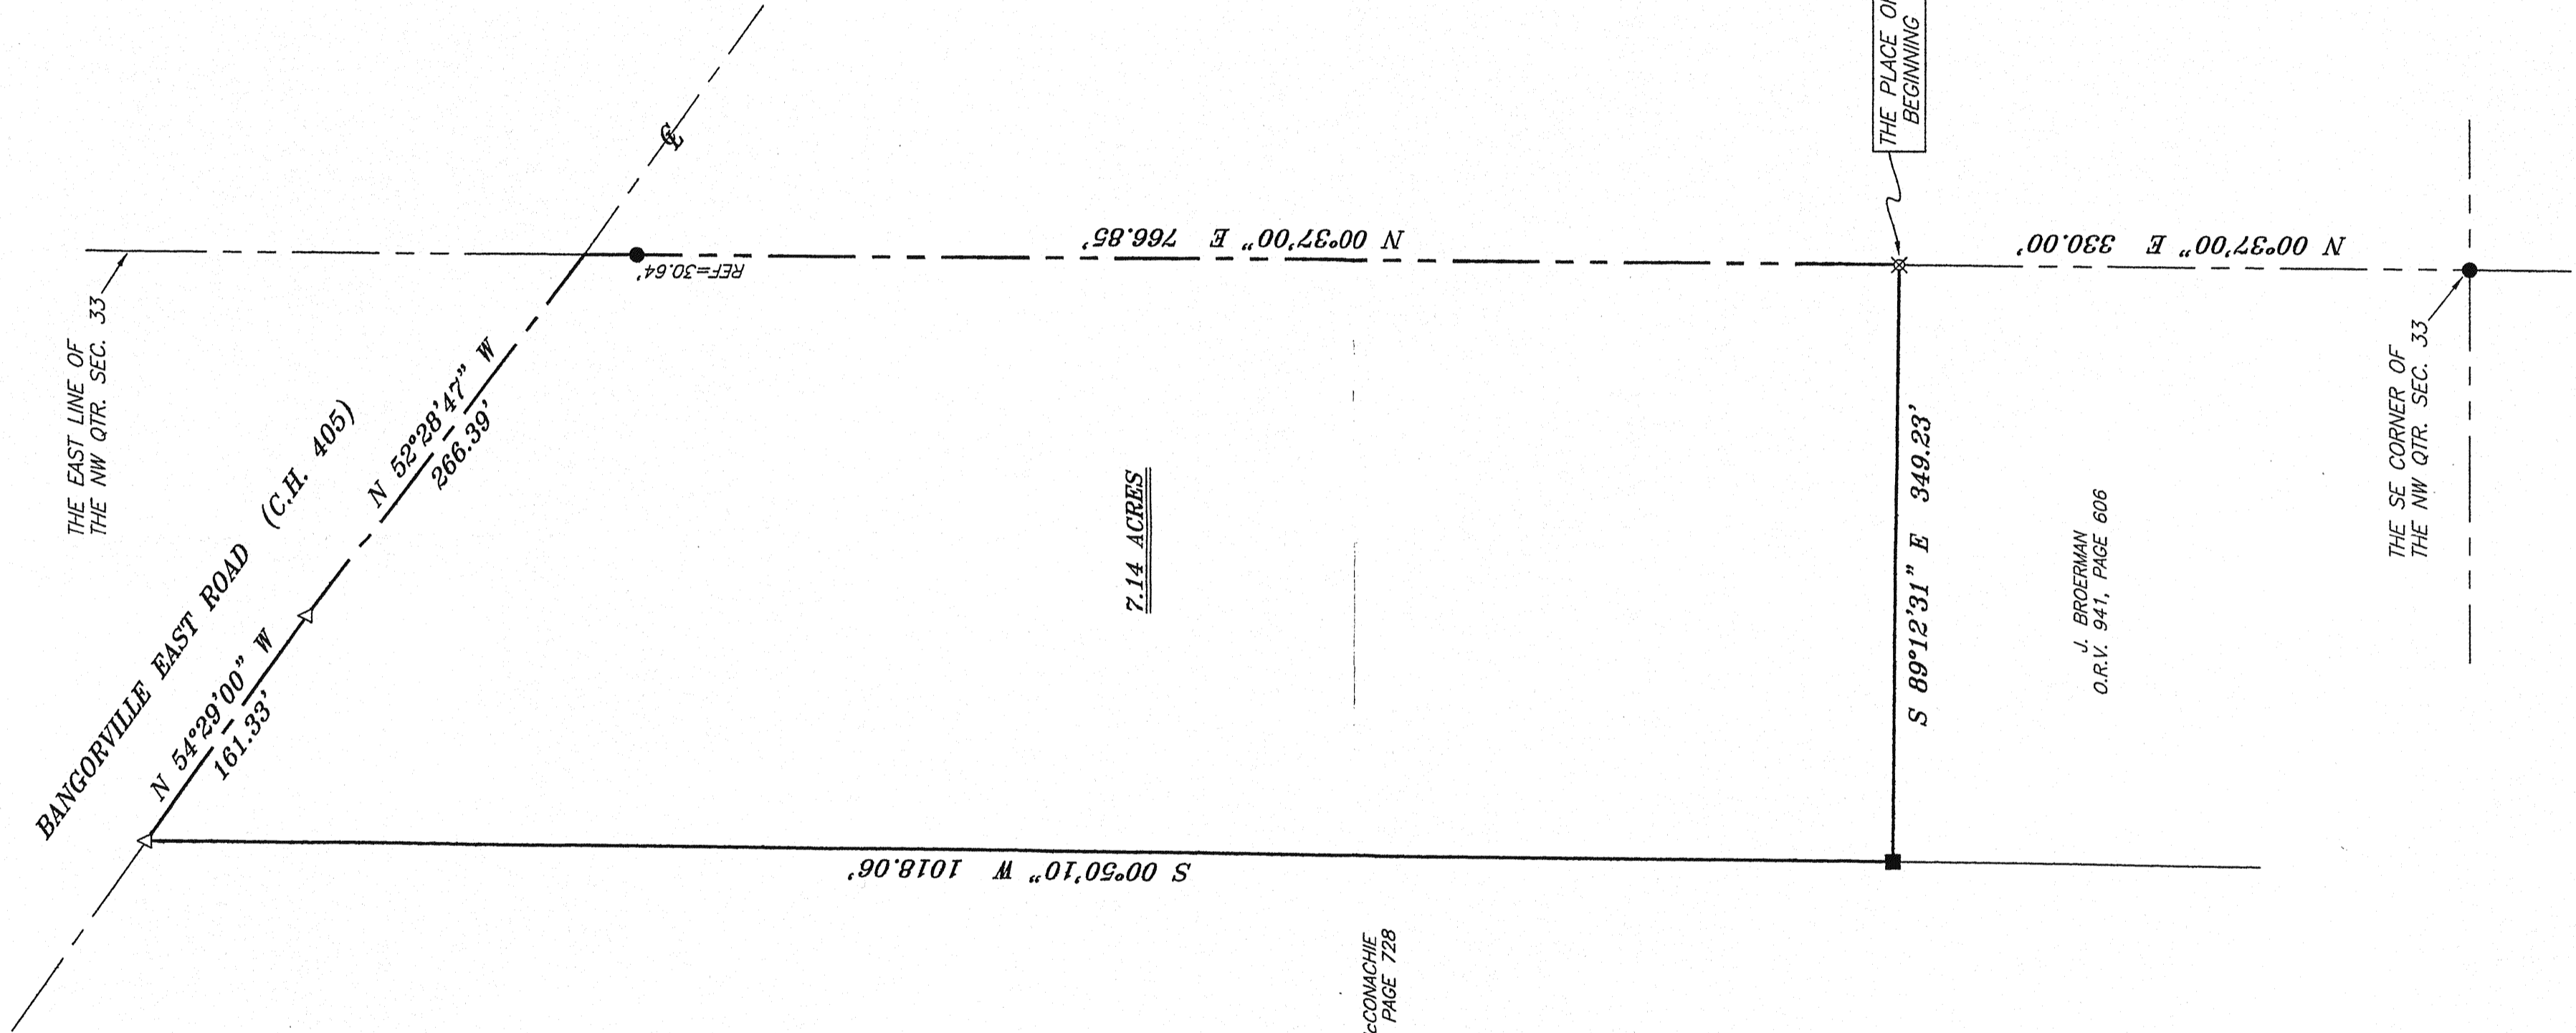 THE EAST LINE OF
THE NW QTR. SEC. 33
BANGORVILLE EAST ROAD (C.H. 405)
N 54°29'00" W
161.33'
N 52°28'47" W
266.39'
REF=30.64'
N 00°37'00" E 766.85'
THE PLACE OF
BEGINNING
N 00°37'00" E 330.00'
7.14 ACRES
S 89°12'31" E 349.23'
S 00°50'10" W 1018.06'
J. BROERMAN
O.R.V. 941, PAGE 606
THE SE CORNER OF
THE NW QTR. SEC. 33
PAGE 728